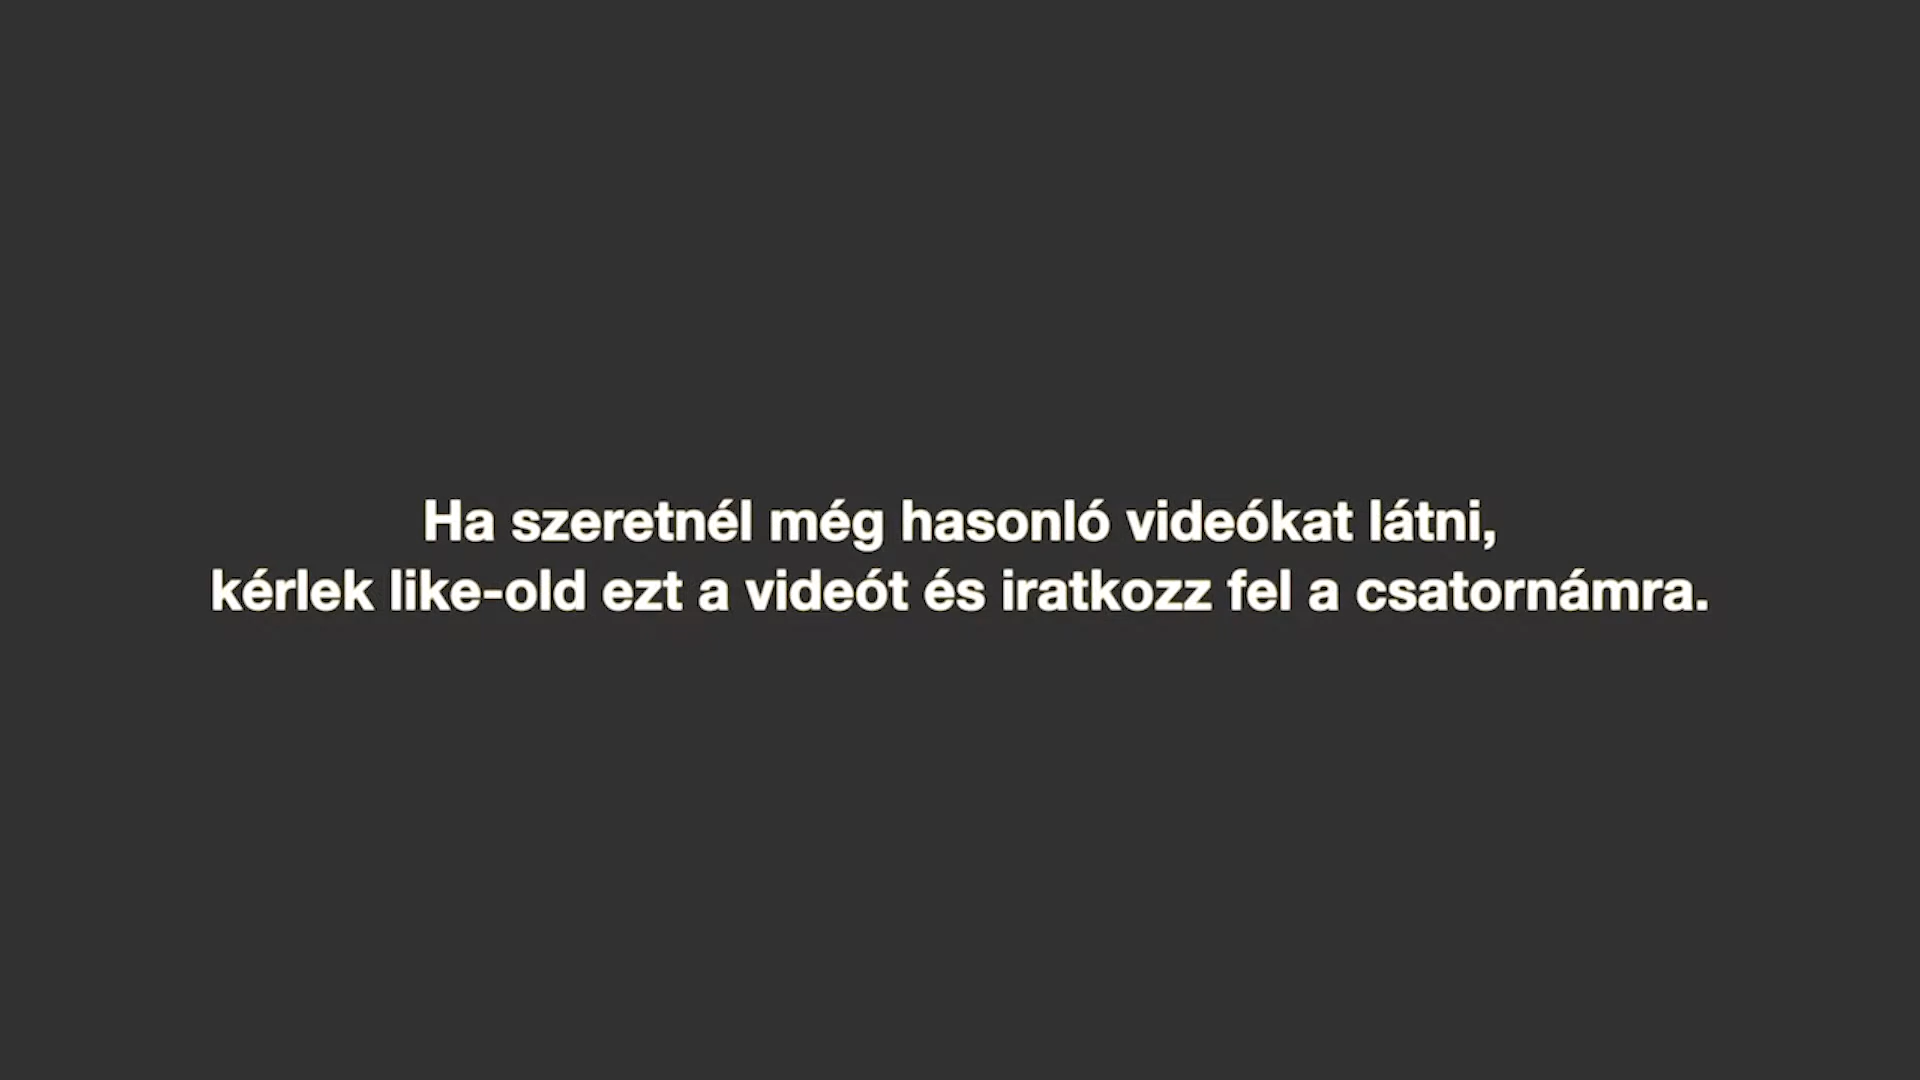 Ha szeretnél még hasonló videókat látni,
kérlek like-old ezt a videót és iratkozz fel a csatornámra.